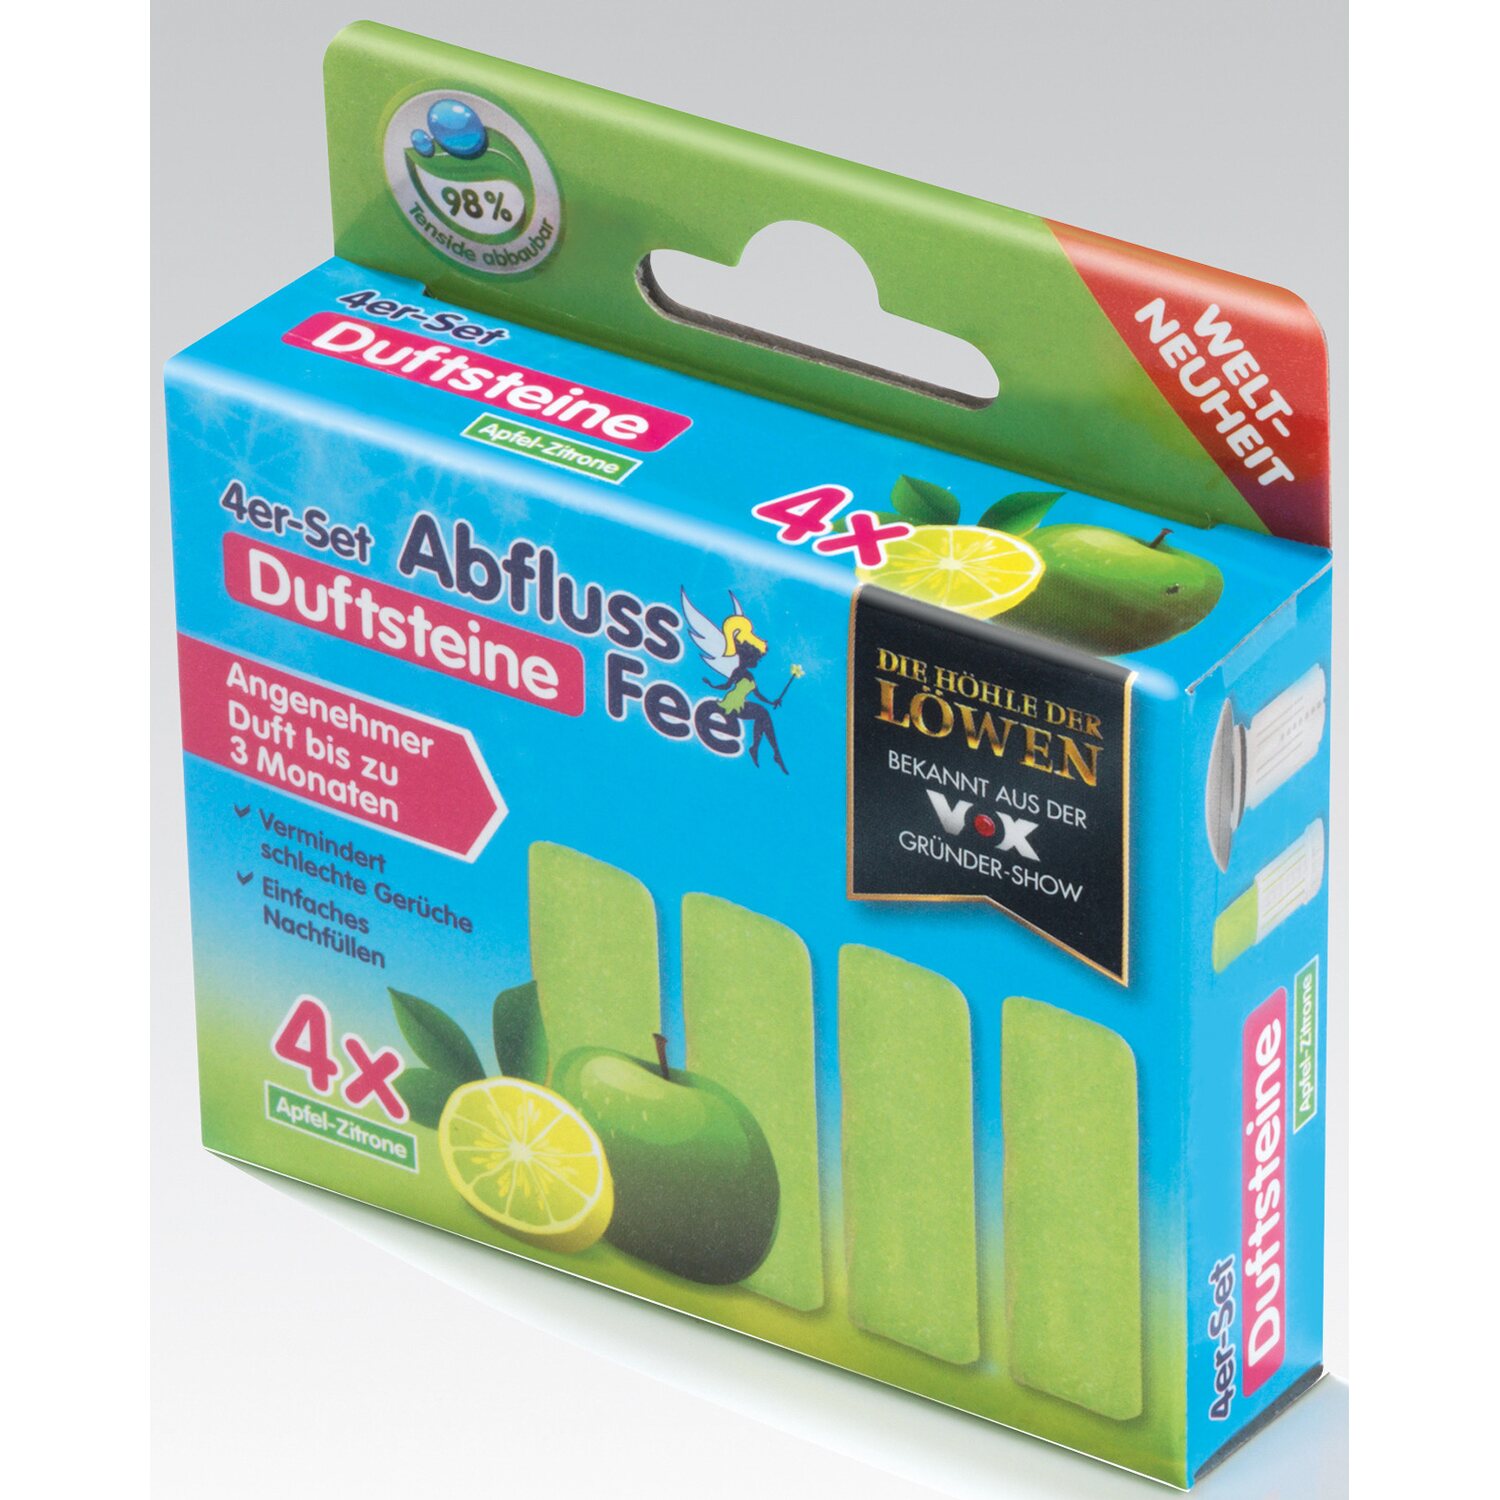 98%
Tenside abbaubar
WELT-
NEUHEIT
4er-Set
Duftsteine
Apfel-Zitrone
4x
4er-Set
Duftsteine
Abfluss
Fee
Angenehmer
Duft bis zu
3 Monaten
Vermindert
schlechte Gerüche
Einfaches
Nachfüllen
4x
Apfel-Zitrone
DIE HÖHLE DER
LÖWEN
BEKANNT AUS DER
VOX
GRÜNDER-SHOW
4er-Set
Duftsteine
Apfel-Zitrone